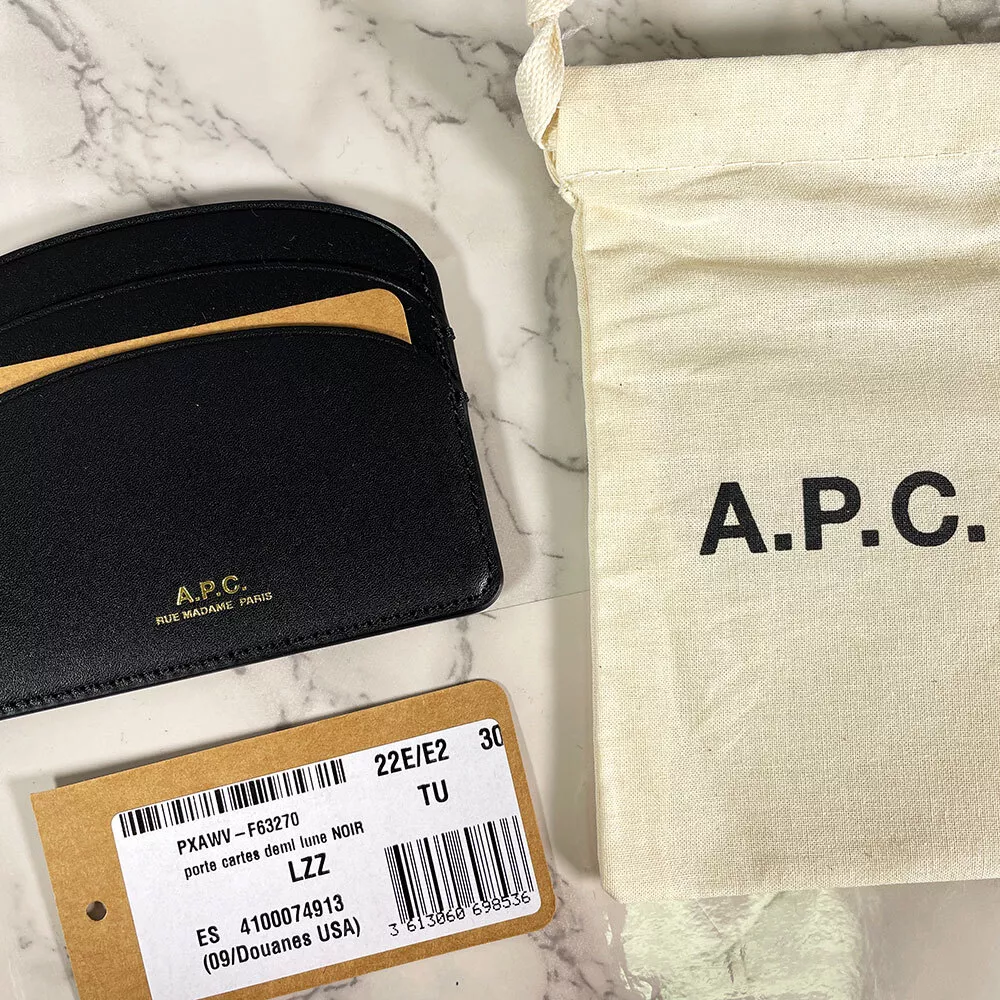 A.P.C.
RUE MADAME PARIS
A.P.C.
22E/E2 30
TU
PXAWV-F63270
porte cartes demi lune NOIR
LZZ
ES 4100074913
(09/Douanes USA)
3 613060 698536